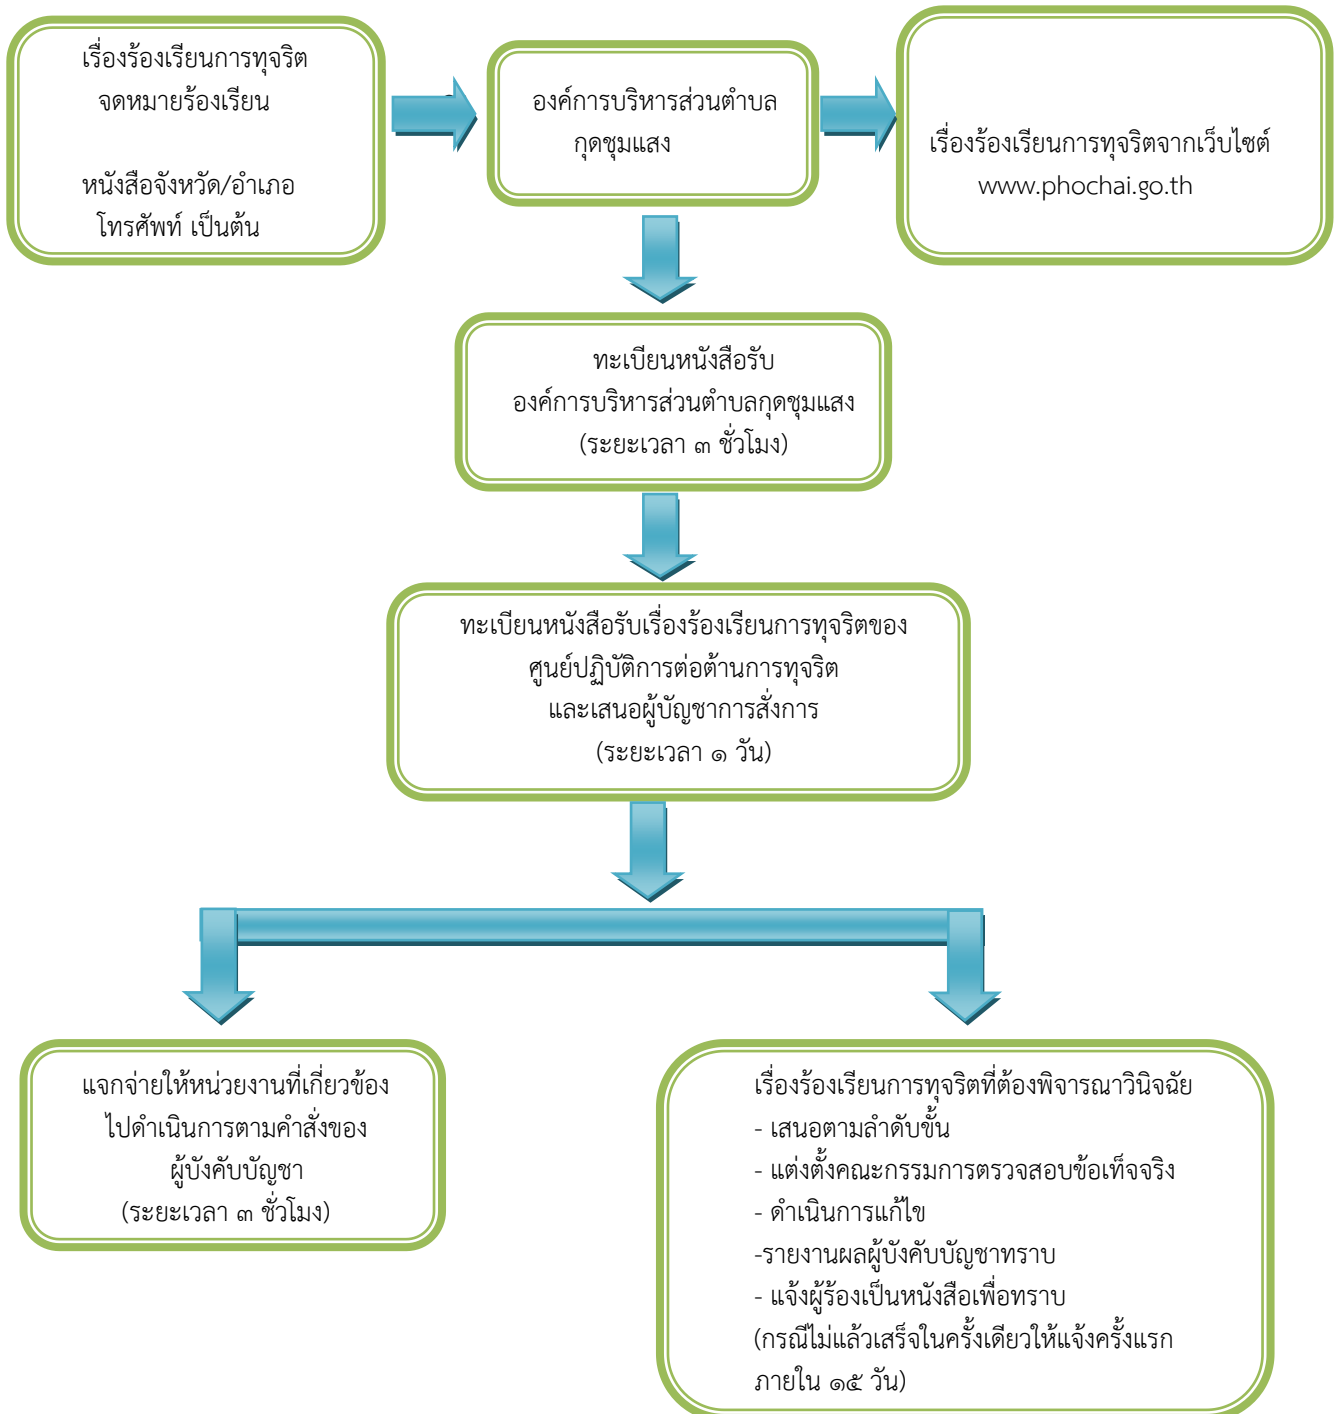 เรื่องร้องเรียนการทุจริต
จดหมายร้องเรียน
หนังสือจังหวัด/อำเภอ
โทรศัพท์ เป็นต้น
องค์การบริหารส่วนตำบล
กุดชุมแสง
เรื่องร้องเรียนการทุจริตจากเว็บไซต์
www.phochai.go.th
ทะเบียนหนังสือรับ
องค์การบริหารส่วนตำบลกุดชุมแสง
(ระยะเวลา ๓ ชั่วโมง)
ทะเบียนหนังสือรับเรื่องร้องเรียนการทุจริตของ
ศูนย์ปฏิบัติการต่อต้านการทุจริต
และเสนอผู้บัญชาการสั่งการ
(ระยะเวลา ๑ วัน)
แจกจ่ายให้หน่วยงานที่เกี่ยวข้อง
ไปดำเนินการตามคำสั่งของ
ผู้บังคับบัญชา
(ระยะเวลา ๓ ชั่วโมง)
เรื่องร้องเรียนการทุจริตที่ต้องพิจารณาวินิจฉัย
- เสนอตามลำดับขั้น
- แต่งตั้งคณะกรรมการตรวจสอบข้อเท็จจริง
- ดำเนินการแก้ไข
-รายงานผลผู้บังคับบัญชาทราบ
- แจ้งผู้ร้องเป็นหนังสือเพื่อทราบ
(กรณีไม่แล้วเสร็จในครั้งเดียวให้แจ้งครั้งแรก
ภายใน ๑๕ วัน)